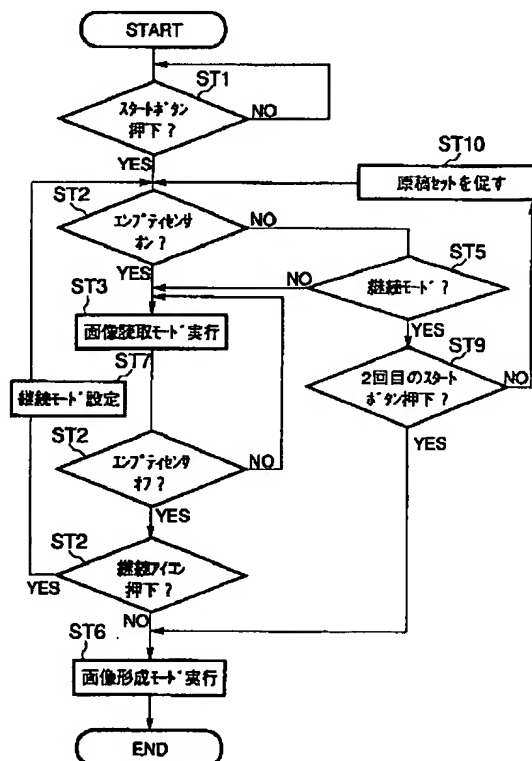 START
ST1
スタートボタン
押下？
NO
YES
ST10
原稿セットを促す
ST2
エンプティセンサ
オン？
NO
YES
ST5
継続モード？
NO
YES
ST3
画像読取モード実行
ST7
継続モード設定
ST9
2回目のスタート
ボタン押下？
NO
YES
ST2
エンプティセンサ
オフ？
NO
YES
ST2
継続アイコン
押下？
YES
NO
ST6
画像形成モード実行
END